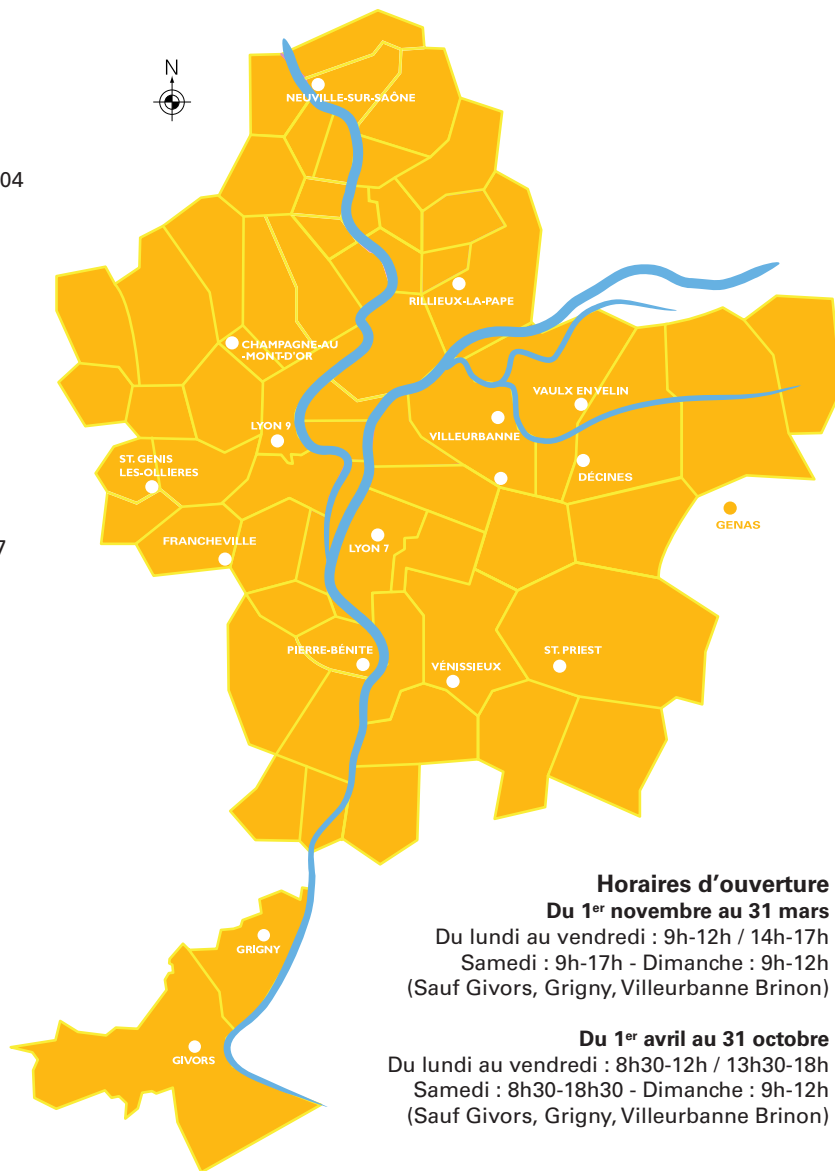 N
NEUVILLE-SUR-SAÔNE
04
RILLIEUX-LA-PAPE
CHAMPAGNE-AU
-MONT-D'OR
VAULX EN VELIN
LYON 9
VILLEURBANNE
ST. GENIS
LES-OLLIERES
DÉCINES
GENAS
FRANCHEVILLE
LYON 7
7
PIERRE-BÉNITE
VÉNISSIEUX
ST. PRIEST
GRIGNY
GIVORS
Horaires d'ouverture
Du 1er novembre au 31 mars
Du lundi au vendredi : 9h-12h / 14h-17h
Samedi : 9h-17h - Dimanche : 9h-12h
(Sauf Givors, Grigny, Villeurbanne Brinon)
Du 1er avril au 31 octobre
Du lundi au vendredi : 8h30-12h / 13h30-18h
Samedi : 8h30-18h30 - Dimanche : 9h-12h
(Sauf Givors, Grigny, Villeurbanne Brinon)